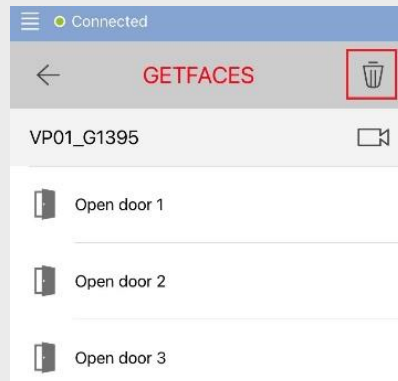 Connected
GETFACES
VP01_G1395
Open door 1
Open door 2
Open door 3